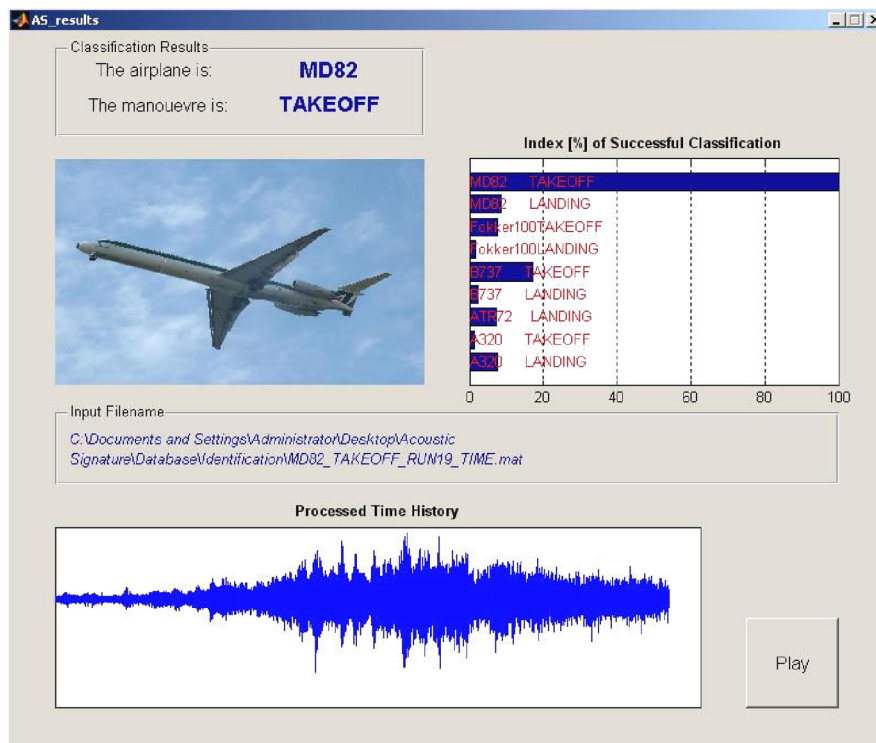 AS_results
Classification Results
The airplane is: MD82
The manouevre is: TAKEOFF
Index [%] of Successful Classification
MD82 TAKEOFF
MD82 LANDING
Fokker100TAKEOFF
Fokker100LANDING
B737 TAKEOFF
B737 LANDING
ATR72 LANDING
A320 TAKEOFF
A320 LANDING
0 20 40 60 80 100
Input Filename
C:\Documents and Settings\Administrator\Desktop\Acoustic
Signature\Database\Identification\MD82_TAKEOFF_RUN19_TIME.mat
Processed Time History
Play